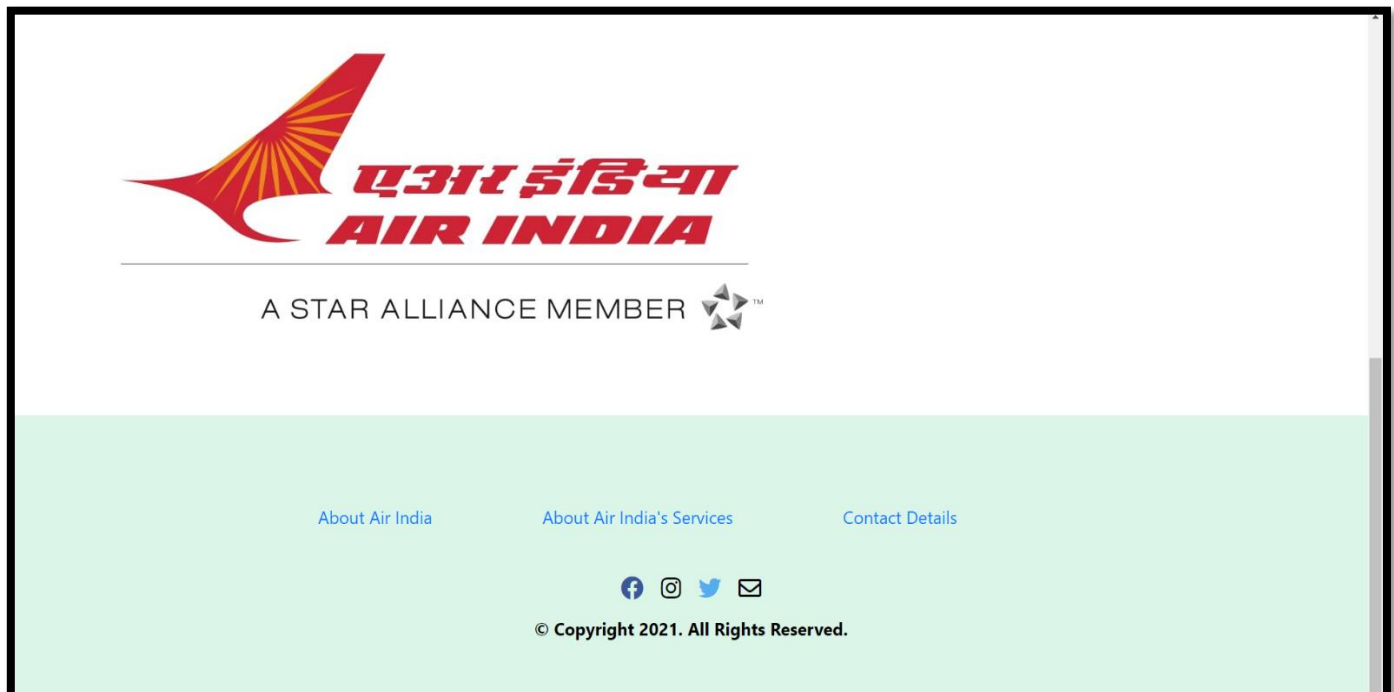 एअर इंडिया
AIR INDIA
A STAR ALLIANCE MEMBER ™
About Air India About Air India's Services Contact Details
© Copyright 2021. All Rights Reserved.